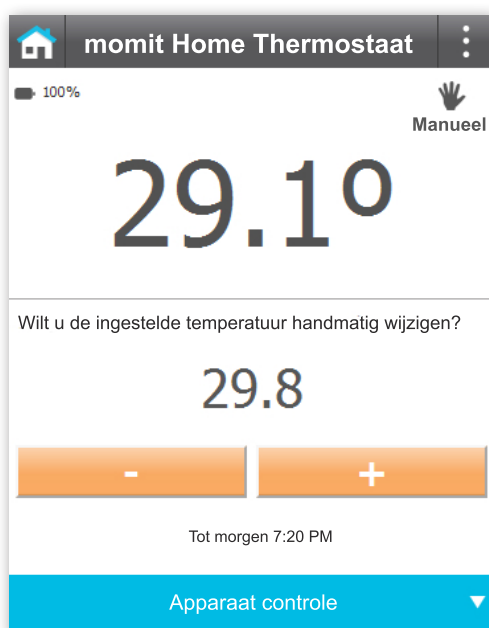 momit Home Thermostaat
100%
Manueel
29.1º
Wilt u de ingestelde temperatuur handmatig wijzigen?
29.8
- +
Tot morgen 7:20 PM
Apparaat controle